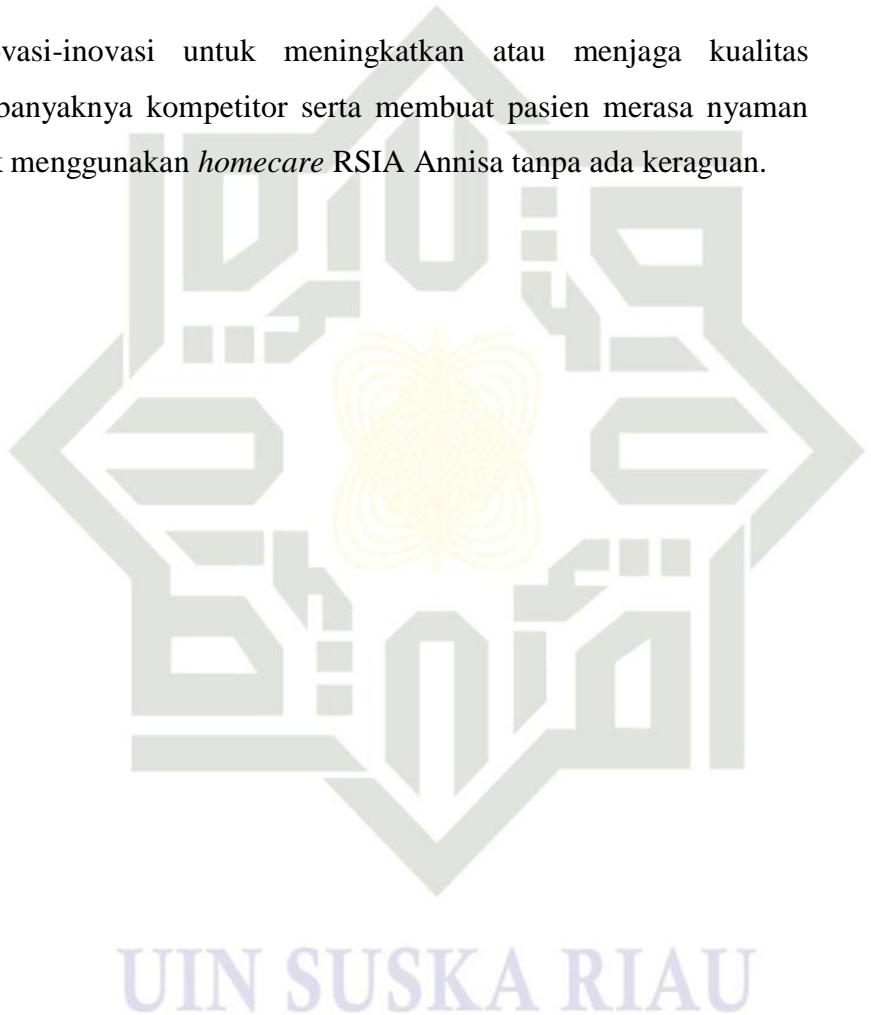 ovasi-inovasi untuk meningkatkan atau menjaga kualitas
banyaknya kompetitor serta membuat pasien merasa nyaman
k menggunakan homecare RSIA Annisa tanpa ada keraguan.
UIN SUSKA RIAU